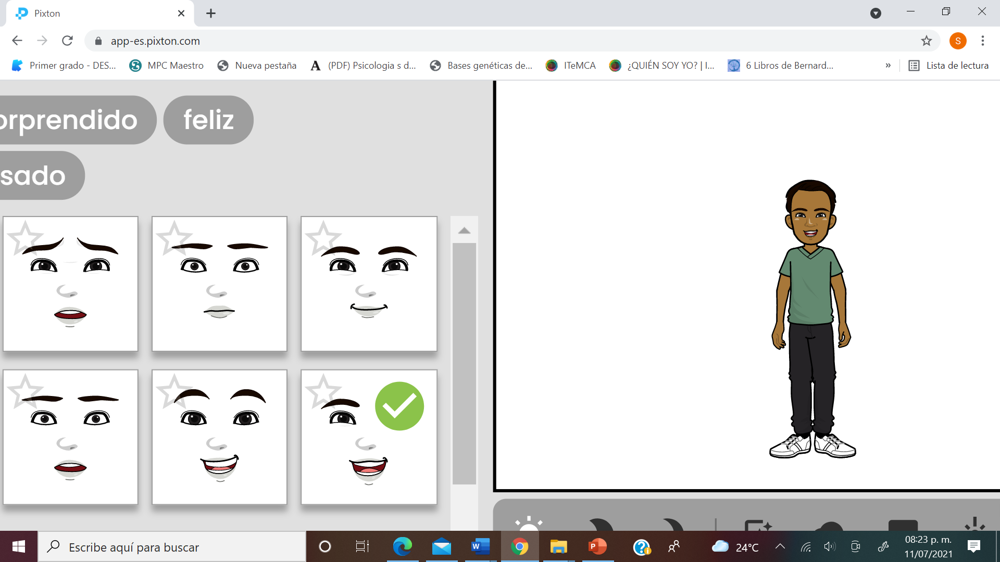 Pixton
app-es.pixton.com
S
Primer grado - DES...
MPC Maestro
Nueva pestaña
(PDF) Psicologia s d...
Bases genéticas de...
ITeMCA
¿QUIÉN SOY YO? | I...
6 Libros de Bernard...
»
Lista de lectura
orprendido
feliz
sado
Escribe aquí para buscar
24°C
08:23 p. m.
11/07/2021